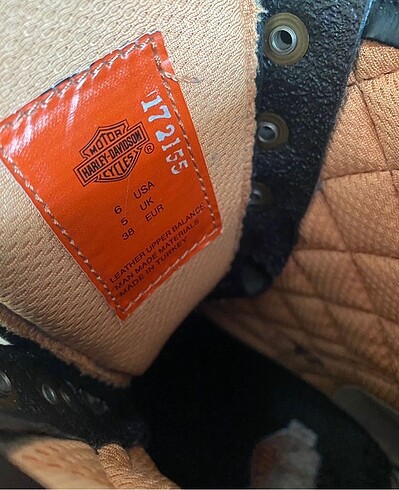 172155
MOTOR
HARLEY-DAVIDSON
CYCLES
®
6 USA
5 UK
38 EUR
LEATHER UPPER BALANCE
MAN MADE MATERIALS
MADE IN TURKEY